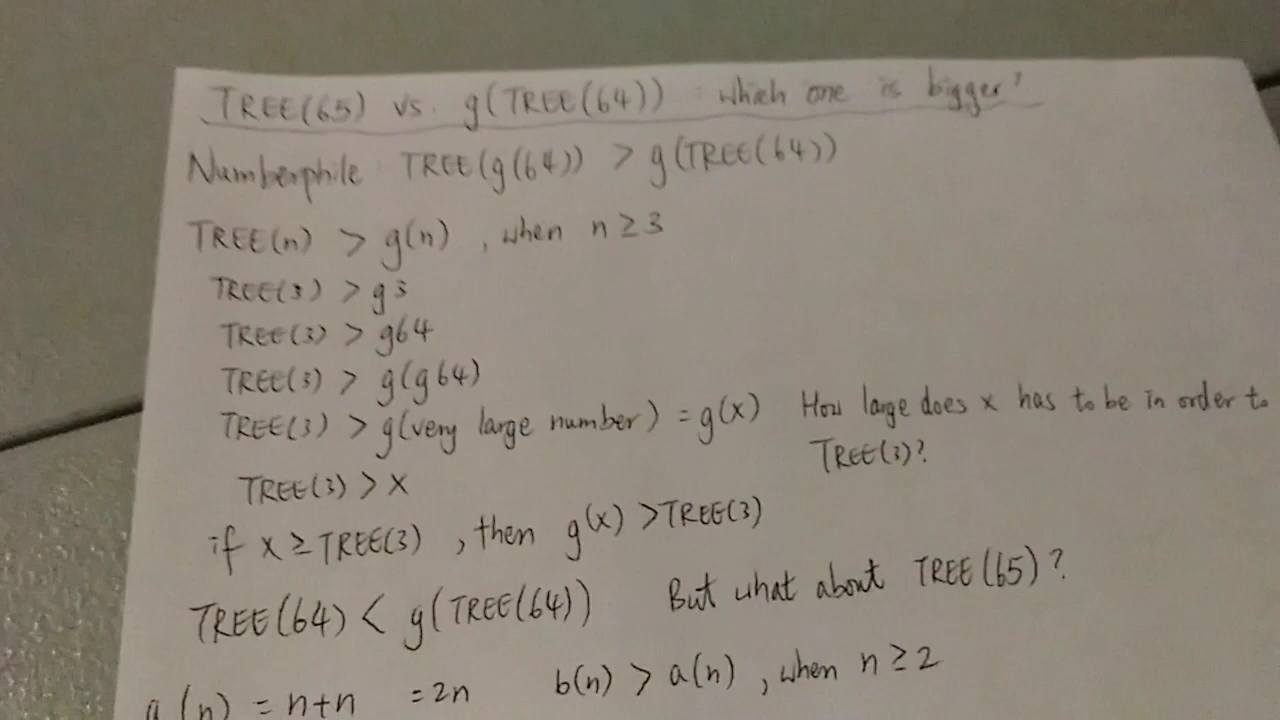 TREE(65) vs. g(TREE(64)) : which one is bigger?
Numberphile : TREE(g(64)) > g(TREE(64))
TREE(n) > g(n) , when n ≥ 3
TREE(3) > g3
TREE(3) > g64
TREE(3) > g(g64)
TREE(3) > g(very large number) = g(x) How large does x has to be in order to
TREE(3)?
TREE(3) > x
if x ≥ TREE(3) , then g(x) > TREE(3)
TREE(64) < g(TREE(64)) But what about TREE(65)?
a(n) = n+n = 2n b(n) > a(n) , when n ≥ 2